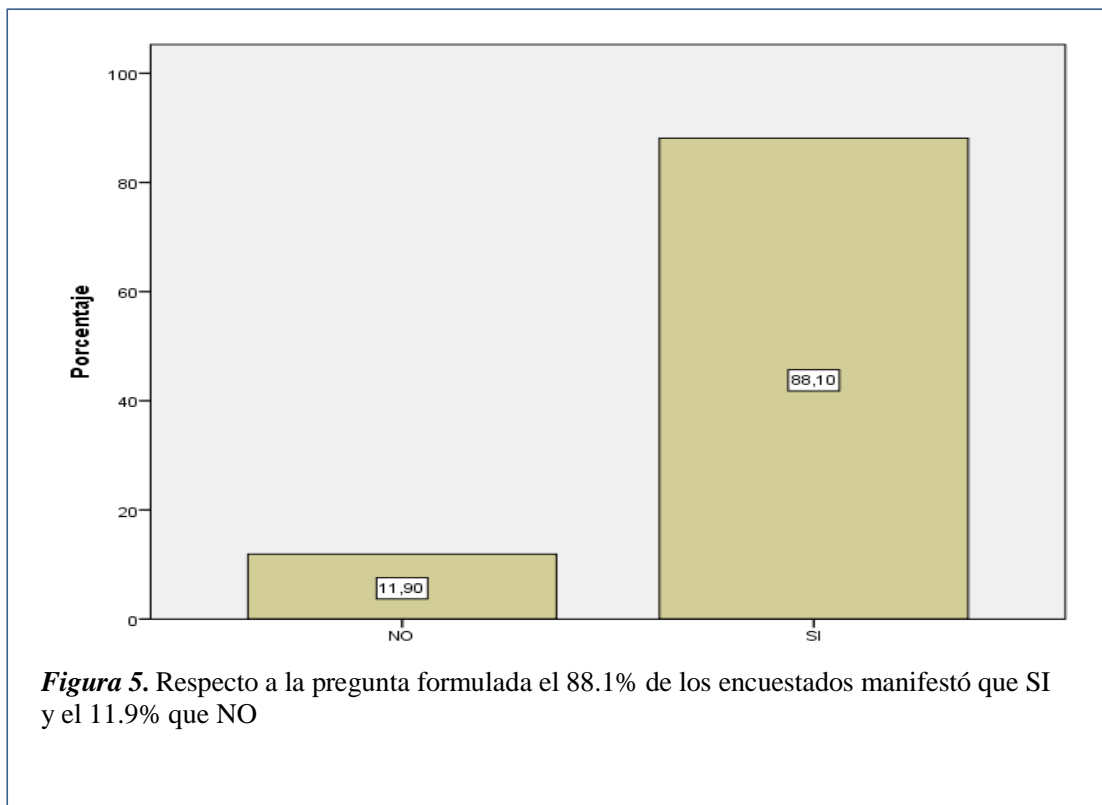 100
80
60
40
20
0
Porcentaje
11,90
88,10
NO
SI
Figura 5. Respecto a la pregunta formulada el 88.1% de los encuestados manifestó que SI
y el 11.9% que NO